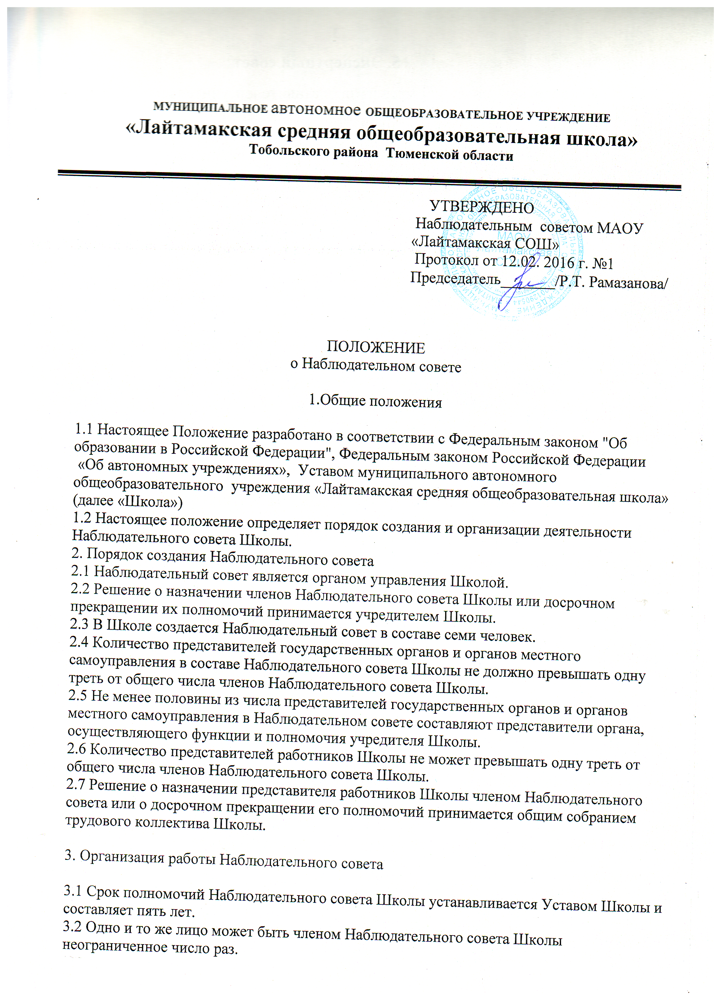 МУНИЦИПАЛЬНОЕ автономное ОБЩЕОБРАЗОВАТЕЛЬНОЕ УЧРЕЖДЕНИЕ
«Лайтамакская средняя общеобразовательная школа»
Тобольского района Тюменской области
УТВЕРЖДЕНО
Наблюдательным советом МАОУ
«Лайтамакская СОШ»
Протокол от 12.02. 2016 г. №1
Председатель_______/Р.Т. Рамазанова/
МАОУ
Лайтамакская
ПОЛОЖЕНИЕ
о Наблюдательном совете
1.Общие положения
1.1 Настоящее Положение разработано в соответствии с Федеральным законом "Об
образовании в Российской Федерации", Федеральным законом Российской Федерации
«Об автономных учреждениях», Уставом муниципального автономного
общеобразовательного учреждения «Лайтамакская средняя общеобразовательная школа»
(далее «Школа»)
1.2 Настоящее положение определяет порядок создания и организации деятельности
Наблюдательного совета Школы.
2. Порядок создания Наблюдательного совета
2.1 Наблюдательный совет является органом управления Школой.
2.2 Решение о назначении членов Наблюдательного совета Школы или досрочном
прекращении их полномочий принимается учредителем Школы.
2.3 В Школе создается Наблюдательный совет в составе семи человек.
2.4 Количество представителей государственных органов и органов местного
самоуправления в составе Наблюдательного совета Школы не должно превышать одну
треть от общего числа членов Наблюдательного совета Школы.
2.5 Не менее половины из числа представителей государственных органов и органов
местного самоуправления в Наблюдательном совете составляют представители органа,
осуществляющего функции и полномочия учредителя Школы.
2.6 Количество представителей работников Школы не может превышать одну треть от
общего числа членов Наблюдательного совета Школы.
2.7 Решение о назначении представителя работников Школы членом Наблюдательного
совета или о досрочном прекращении его полномочий принимается общим собранием
трудового коллектива Школы.
3. Организация работы Наблюдательного совета
3.1 Срок полномочий Наблюдательного совета Школы устанавливается Уставом Школы и
составляет пять лет.
3.2 Одно и то же лицо может быть членом Наблюдательного совета Школы
неограниченное число раз.